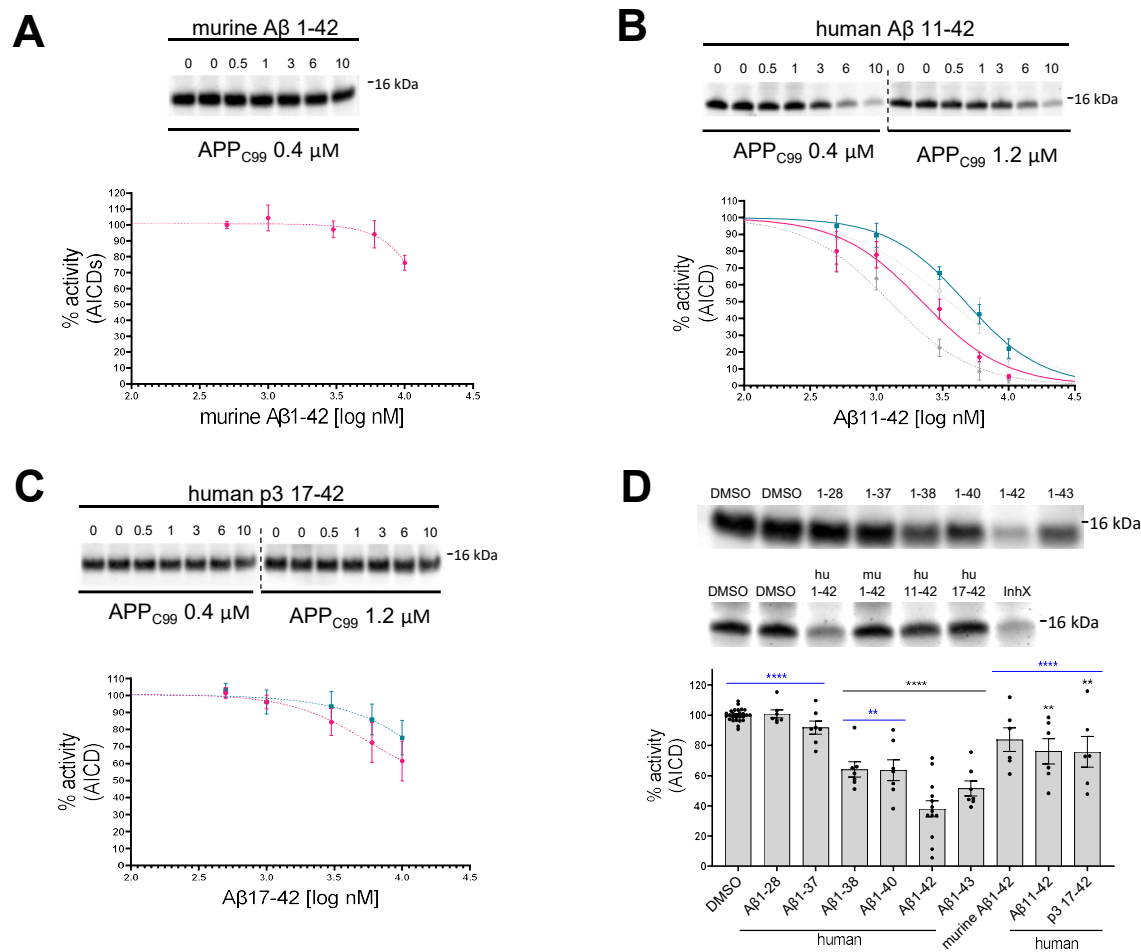 A
murine Aβ 1-42
0 0 0.5 1 3 6 10
16 kDa
APPC99 0.4 μM
120
110
100
90
80
70
60
50
40
30
20
10
0
% activity
(AICDs)
2.0 2.5 3.0 3.5 4.0 4.5
murine Aβ1-42 [log nM]
B
human Aβ 11-42
0 0 0.5 1 3 6 10 0 0 0.5 1 3 6 10
16 kDa
APPC99 0.4 μM APPC99 1.2 μM
110
100
90
80
70
60
50
40
30
20
10
0
% activity
(AICD)
2.0 2.5 3.0 3.5 4.0 4.5
Aβ11-42 [log nM]
C
human p3 17-42
0 0 0.5 1 3 6 10 0 0 0.5 1 3 6 10
16 kDa
APPC99 0.4 μM APPC99 1.2 μM
110
100
90
80
70
60
50
40
30
20
10
0
% activity
(AICD)
2.0 2.5 3.0 3.5 4.0 4.5
Aβ17-42 [log nM]
D
DMSO DMSO 1-28 1-37 1-38 1-40 1-42 1-43
16 kDa
DMSO DMSO hu 1-42 mu 1-42 hu 11-42 hu 17-42 InhX
16 kDa
120
100
80
60
40
20
0
% activity
(AICD)
**** ** **** **** ** **
DMSO Aβ1-28 Aβ1-37 Aβ1-38 Aβ1-40 Aβ1-42 Aβ1-43 murine Aβ1-42 Aβ11-42 p3 17-42
human human